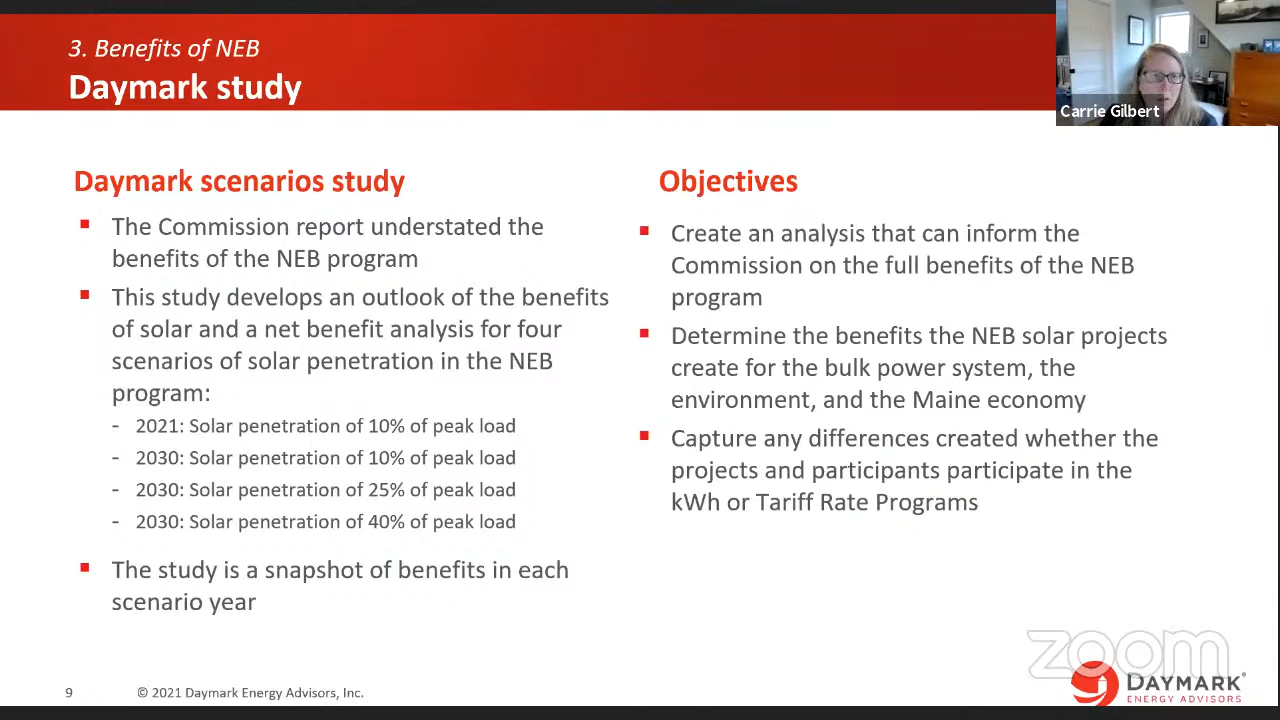 3. Benefits of NEB
Daymark study
Carrie Gilbert
Daymark scenarios study
▪ The Commission report understated the
benefits of the NEB program
▪ This study develops an outlook of the benefits
of solar and a net benefit analysis for four
scenarios of solar penetration in the NEB
program:
- 2021: Solar penetration of 10% of peak load
- 2030: Solar penetration of 10% of peak load
- 2030: Solar penetration of 25% of peak load
- 2030: Solar penetration of 40% of peak load
▪ The study is a snapshot of benefits in each
scenario year
Objectives
▪ Create an analysis that can inform the
Commission on the full benefits of the NEB
program
▪ Determine the benefits the NEB solar projects
create for the bulk power system, the
environment, and the Maine economy
▪ Capture any differences created whether the
projects and participants participate in the
kWh or Tariff Rate Programs
zoom
9
© 2021 Daymark Energy Advisors, Inc.
DAYMARK®
ENERGY ADVISORS